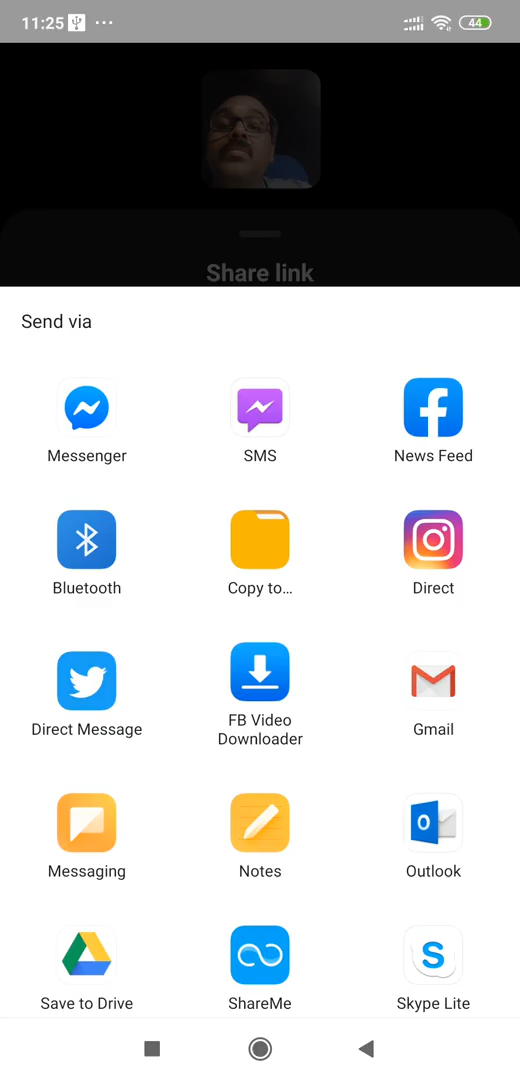 11:25
44
Share link
Send via
Messenger
SMS
News Feed
Bluetooth
Copy to...
Direct
Direct Message
FB Video
Downloader
Gmail
Messaging
Notes
Outlook
Save to Drive
ShareMe
Skype Lite